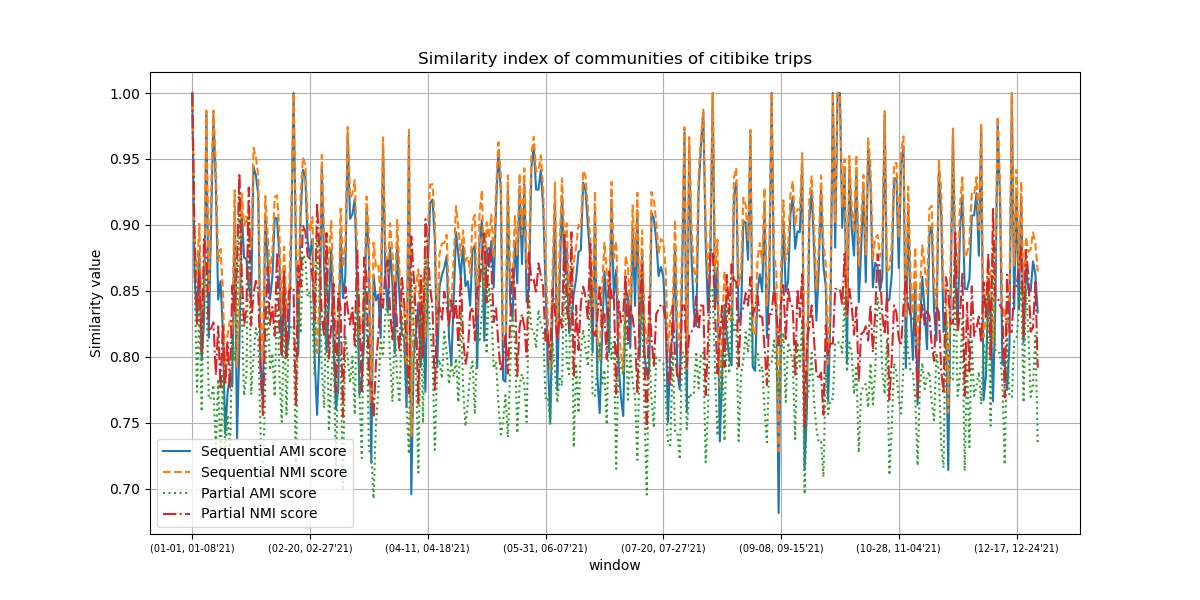 Similarity index of communities of citibike trips
Similarity value
1.00
0.95
0.90
0.85
0.80
0.75
0.70
Sequential AMI score
Sequential NMI score
Partial AMI score
Partial NMI score
(01-01, 01-08'21) (02-20, 02-27'21) (04-11, 04-18'21) (05-31, 06-07'21) (07-20, 07-27'21) (09-08, 09-15'21) (10-28, 11-04'21) (12-17, 12-24'21)
window